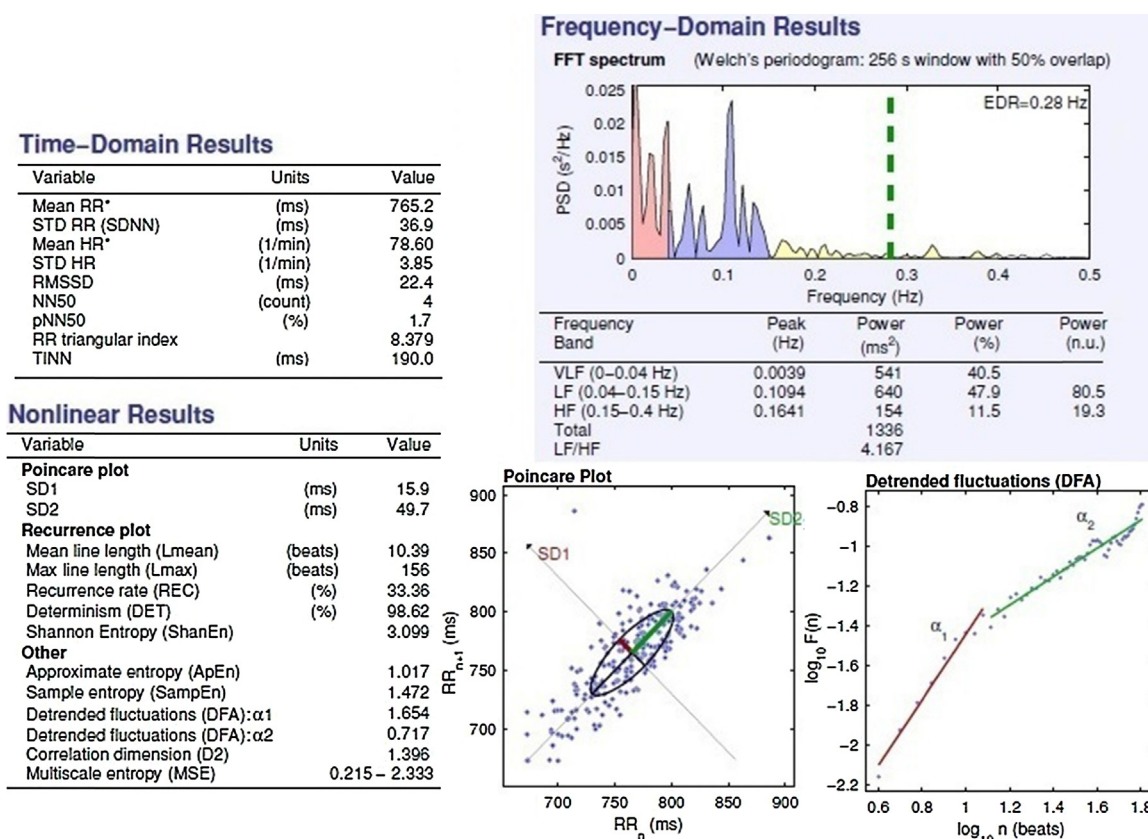 Time–Domain Results
Variable Units Value
Mean RR* (ms) 765.2
STD RR (SDNN) (ms) 36.9
Mean HR* (1/min) 78.60
STD HR (1/min) 3.85
RMSSD (ms) 22.4
NN50 (count) 4
pNN50 (%) 1.7
RR triangular index 8.379
TINN (ms) 190.0
Nonlinear Results
Variable Units Value
Poincare plot
SD1 (ms) 15.9
SD2 (ms) 49.7
Recurrence plot
Mean line length (Lmean) (beats) 10.39
Max line length (Lmax) (beats) 156
Recurrence rate (REC) (%) 33.36
Determinism (DET) (%) 98.62
Shannon Entropy (ShanEn) 3.099
Other
Approximate entropy (ApEn) 1.017
Sample entropy (SampEn) 1.472
Detrended fluctuations (DFA):α1 1.654
Detrended fluctuations (DFA):α2 0.717
Correlation dimension (D2) 1.396
Multiscale entropy (MSE) 0.215 – 2.333
Frequency–Domain Results
FFT spectrum (Welch's periodogram: 256 s window with 50% overlap)
EDR=0.28 Hz
PSD (s²/Hz)
0.025
0.02
0.015
0.01
0.005
0
0 0.1 0.2 0.3 0.4 0.5
Frequency (Hz)
Frequency Peak Power Power Power
Band (Hz) (ms²) (%) (n.u.)
VLF (0–0.04 Hz) 0.0039 541 40.5
LF (0.04–0.15 Hz) 0.1094 640 47.9 80.5
HF (0.15–0.4 Hz) 0.1641 154 11.5 19.3
Total 1336
LF/HF 4.167
Poincare Plot
SD1
SD2
RRn+1 (ms)
900
850
800
750
700
700 750 800 850 900
RRn (ms)
Detrended fluctuations (DFA)
α1
α2
log10 F(n)
−0.8
−1
−1.2
−1.4
−1.6
−1.8
−2
−2.2
0.6 0.8 1 1.2 1.4 1.6 1.8
log10 n (beats)